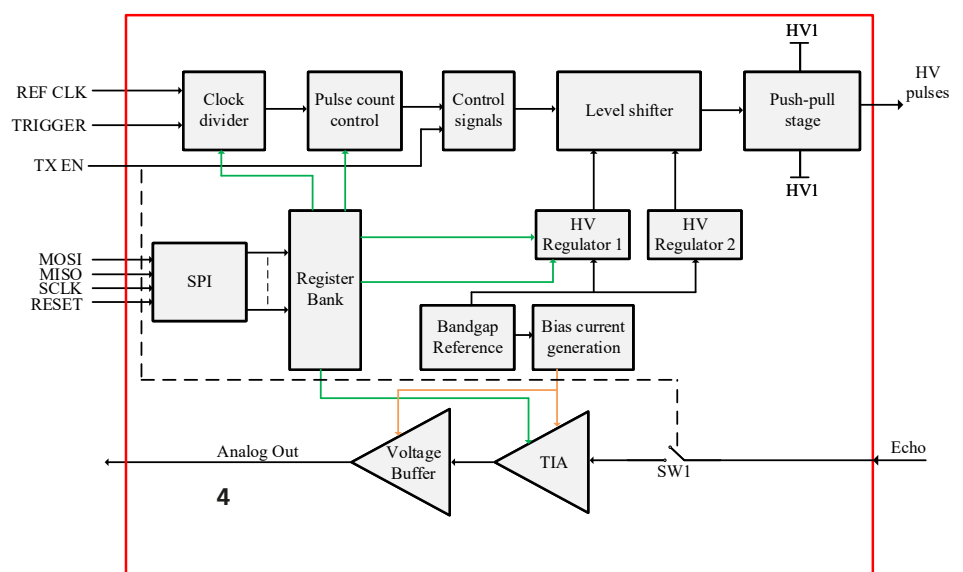 HV1
REF CLK
TRIGGER
TX EN
Clock
divider
Pulse count
control
Control
signals
Level shifter
Push-pull
stage
HV
pulses
HV1
MOSI
MISO
SCLK
RESET
SPI
Register
Bank
HV
Regulator 1
HV
Regulator 2
Bandgap
Reference
Bias current
generation
Analog Out
Voltage
Buffer
TIA
SW1
Echo
4